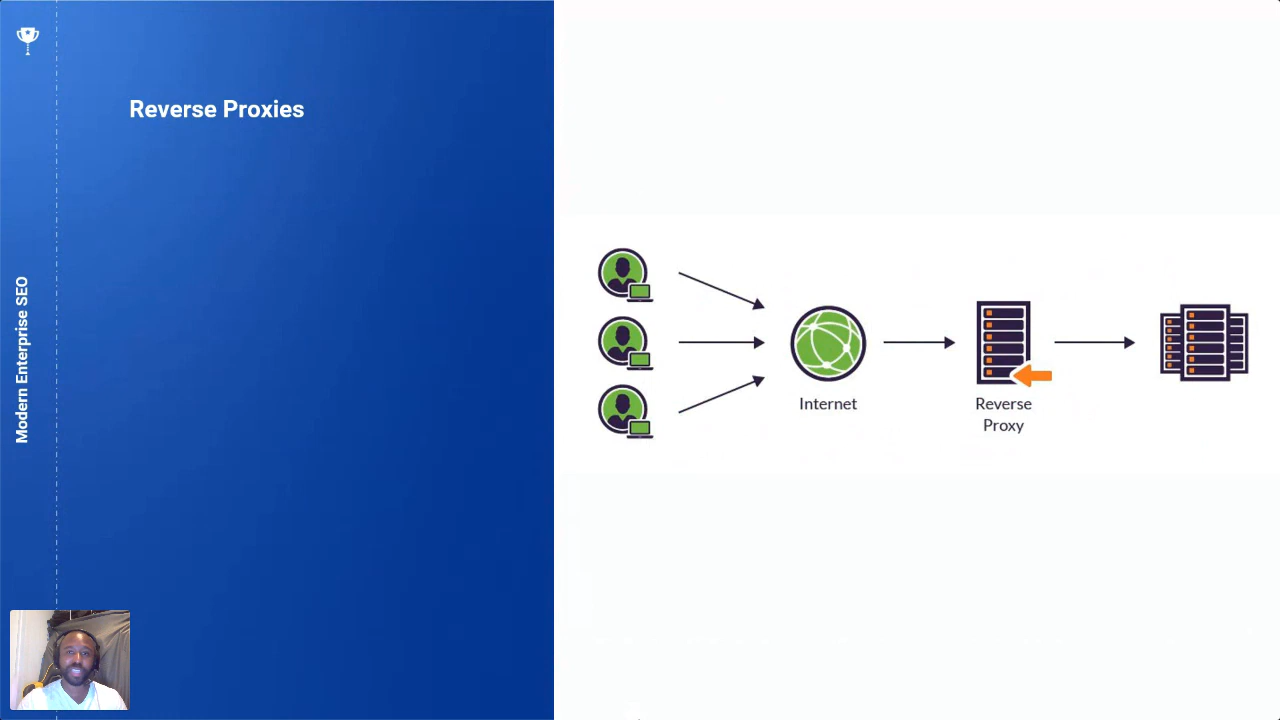 Reverse Proxies
Modern Enterprise SEO
Internet
Reverse
Proxy